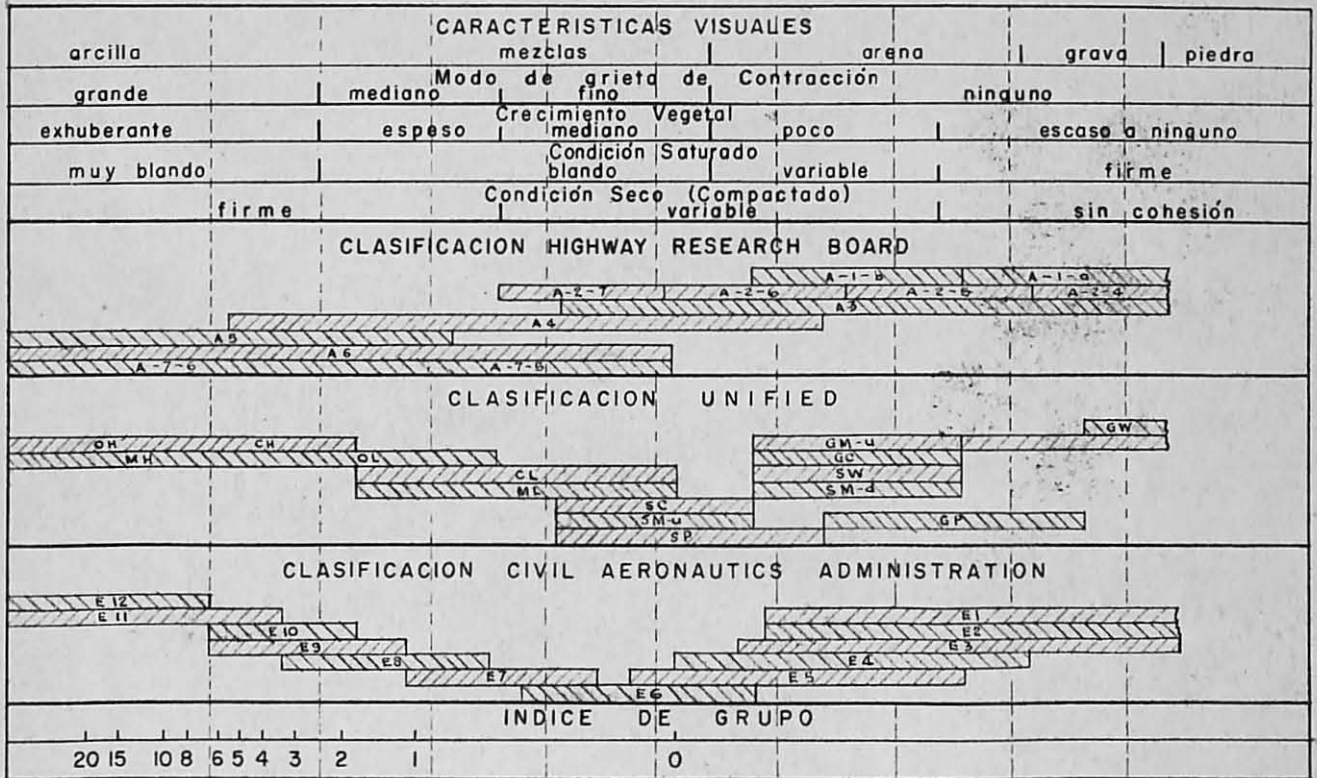 CARACTERISTICAS VISUALES
arcilla mezclas arena grava piedra
Modo de grieta de Contracción
grande mediano fino ninguno
Crecimiento Vegetal
exhuberante espeso mediano poco escaso a ninguno
Condición Saturado
muy blando blando variable firme
Condición Seco (Compactado)
firme variable sin cohesión
CLASIFICACION HIGHWAY RESEARCH BOARD
A-1-b A-1-a
A-2-7 A-2-6 A-2-5 A-2-4
A3
A4
A5
A6
A-7-6 A-7-5
CLASIFICACION UNIFIED
GW
OH CH GM-u
MH OL GC
CL SW
ML SM-d
SC
SM-u GP
SP
CLASIFICACION CIVIL AERONAUTICS ADMINISTRATION
E12
E11 E1
E10 E2
E9 E3
E8 E4
E7 E5
E6
INDICE DE GRUPO
20 15 10 8 6 5 4 3 2 1 0